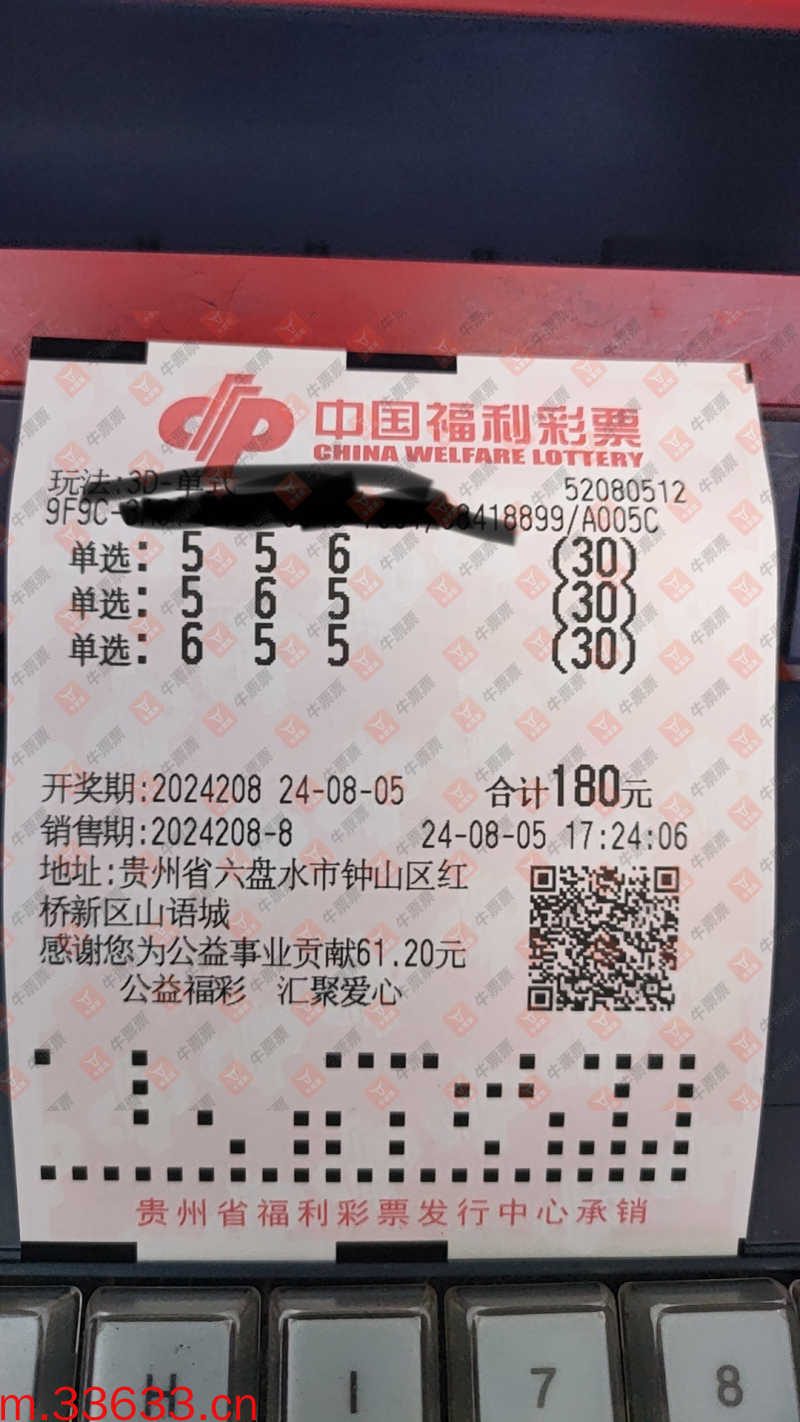 中国福利彩票
CHINA WELFARE LOTTERY
玩法:3D-单式 52080512
9F9C- 68418899/A005C
单选: 5 5 6 (30)
单选: 5 6 5 (30)
单选: 6 5 5 (30)
开奖期:2024208 24-08-05 合计180元
销售期:2024208-8 24-08-05 17:24:06
地址:贵州省六盘水市钟山区红
桥新区山语城
感谢您为公益事业贡献61.20元
公益福彩 汇聚爱心
贵州省福利彩票发行中心承销
H I 7 8
m.33633.cn
牛票票